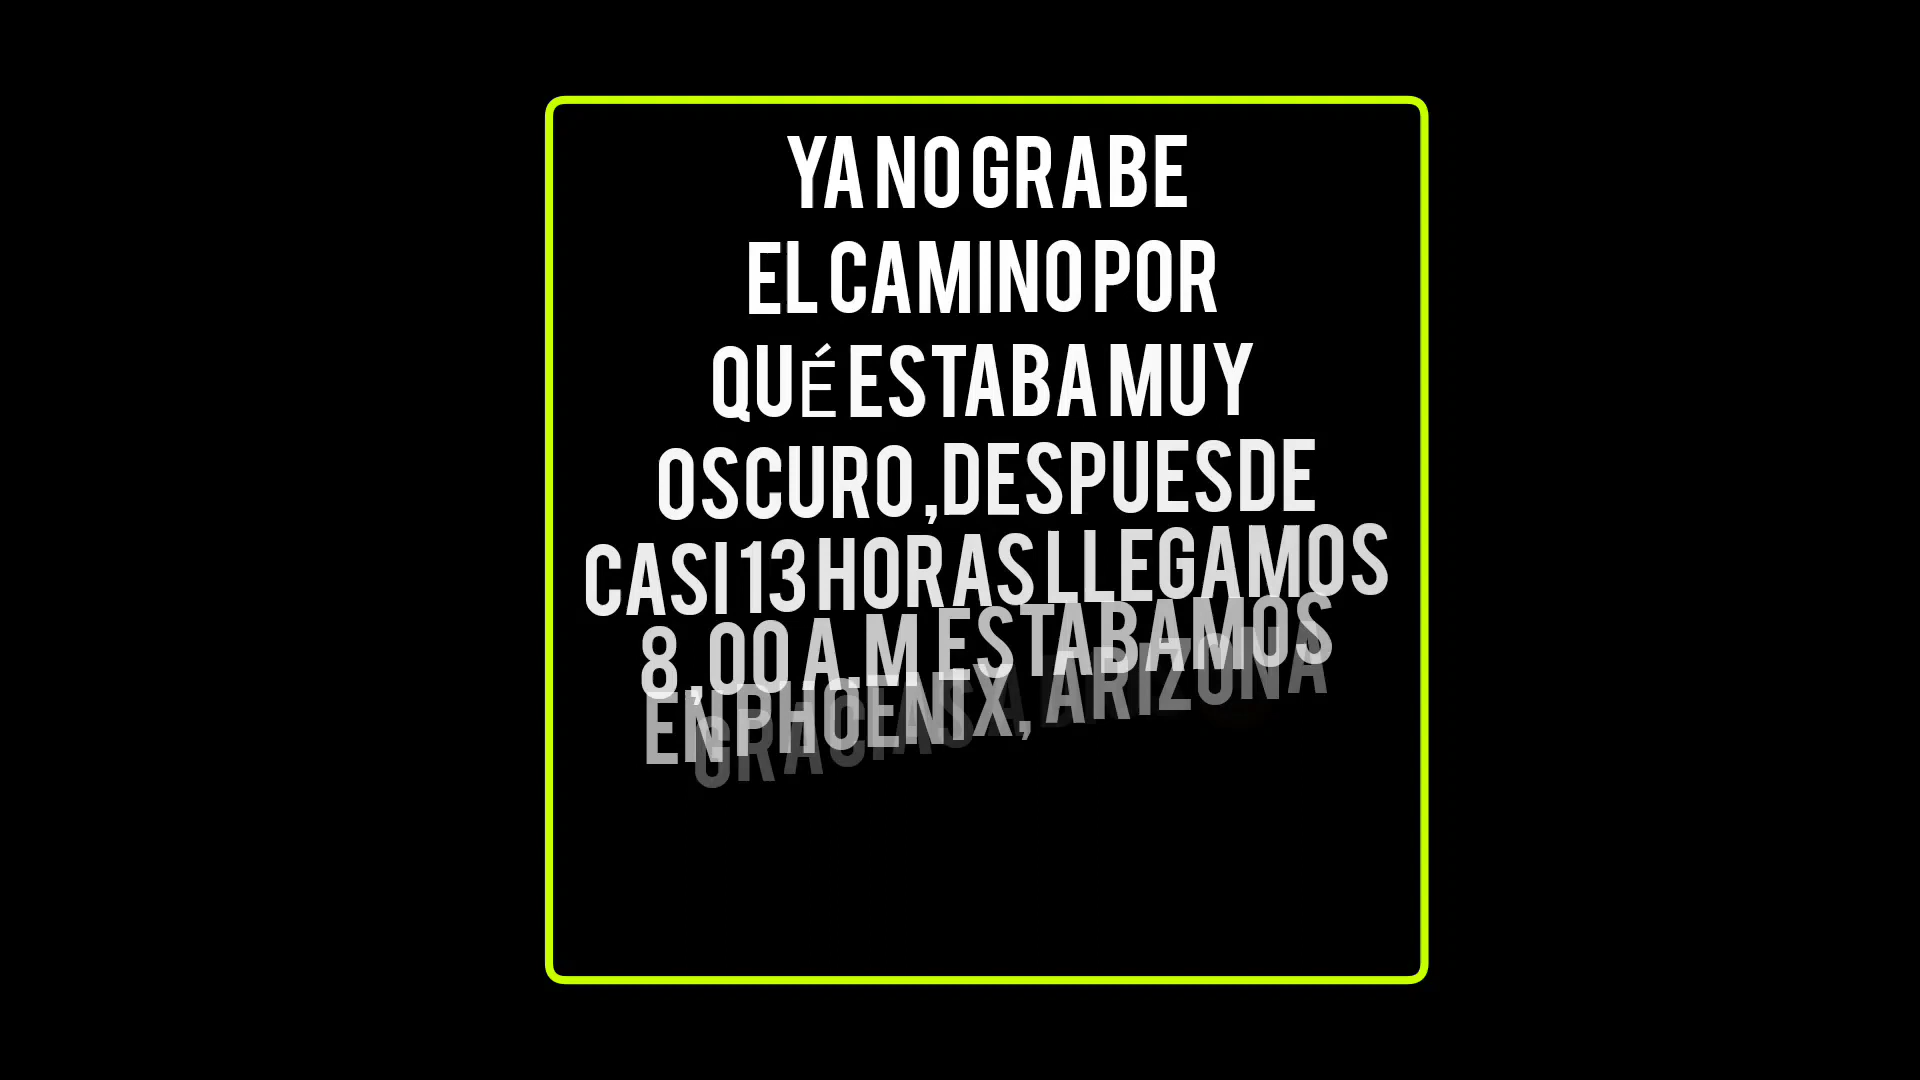 YA NO GRABE
EL CAMINO POR
QUÉ ESTABA MUY
OSCURO ,DESPUES DE
CASI 13 HORAS LLEGAMOS
8 ,00 A.M ESTABAMOS
EN PHOENIX, ARIZONA
GRACIAS A